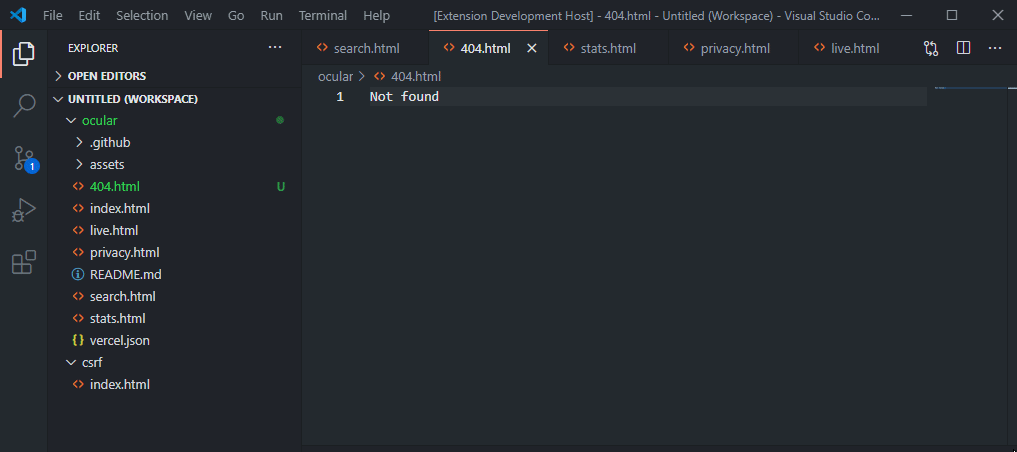 File Edit Selection View Go Run Terminal Help [Extension Development Host] - 404.html - Untitled (Workspace) - Visual Studio Co...
EXPLORER
search.html 404.html stats.html privacy.html live.html
OPEN EDITORS
ocular > 404.html
UNTITLED (WORKSPACE)
1 Not found
ocular
.github
assets
1
404.html U
index.html
live.html
privacy.html
README.md
search.html
stats.html
{} vercel.json
csrf
index.html